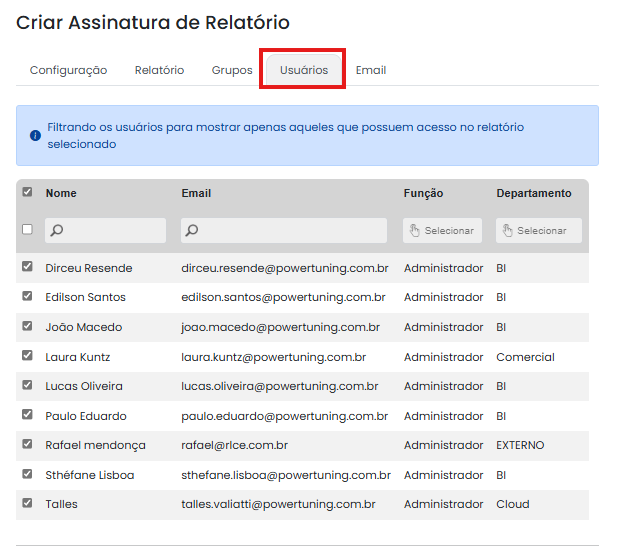 Criar Assinatura de Relatório
Configuração Relatório Grupos Usuários Email
Filtrando os usuários para mostrar apenas aqueles que possuem acesso no relatório
selecionado
Nome Email Função Departamento
Selecionar Selecionar
Dirceu Resende dirceu.resende@powertuning.com.br Administrador BI
Edilson Santos edilson.santos@powertuning.com.br Administrador BI
João Macedo joao.macedo@powertuning.com.br Administrador BI
Laura Kuntz laura.kuntz@powertuning.com.br Administrador Comercial
Lucas Oliveira lucas.oliveira@powertuning.com.br Administrador BI
Paulo Eduardo paulo.eduardo@powertuning.com.br Administrador BI
Rafael mendonça rafael@rlce.com.br Administrador EXTERNO
Sthéfane Lisboa sthefane.lisboa@powertuning.com.br Administrador BI
Talles talles.valiatti@powertuning.com.br Administrador Cloud